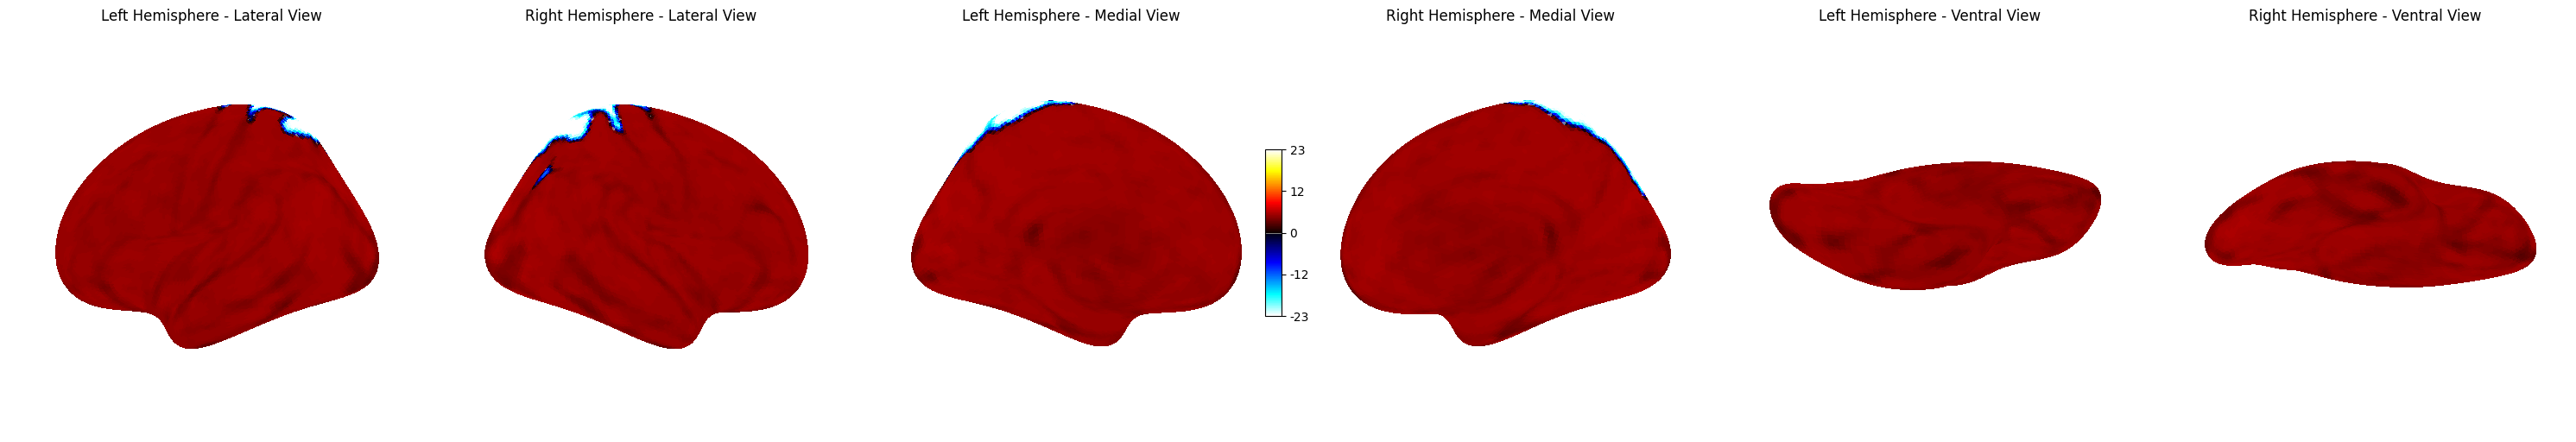 Left Hemisphere - Lateral View
Right Hemisphere - Lateral View
Left Hemisphere - Medial View
Right Hemisphere - Medial View
Left Hemisphere - Ventral View
Right Hemisphere - Ventral View
23
12
0
-12
-23